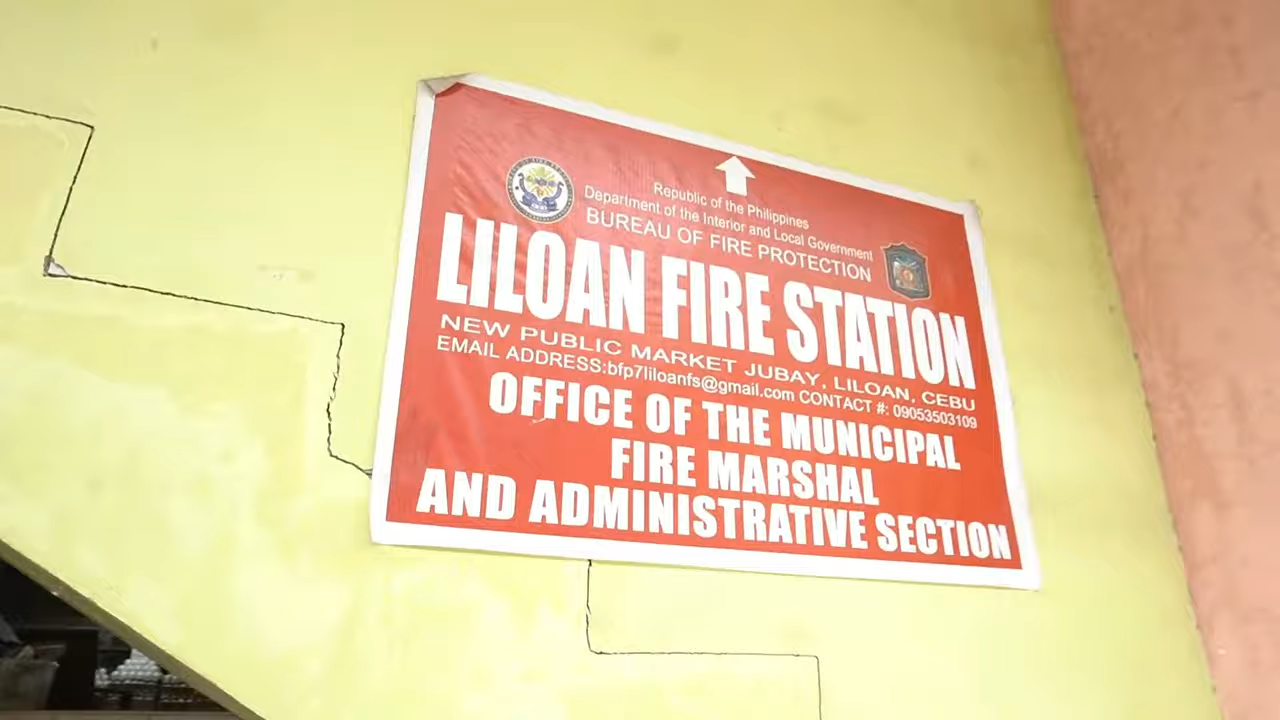 Republic of the Philippines
Department of the Interior and Local Government
BUREAU OF FIRE PROTECTION
LILOAN FIRE STATION
NEW PUBLIC MARKET JUBAY, LILOAN, CEBU
EMAIL ADDRESS:bfp7liloanfs@gmail.com CONTACT #: 09053503109
OFFICE OF THE MUNICIPAL
FIRE MARSHAL
AND ADMINISTRATIVE SECTION